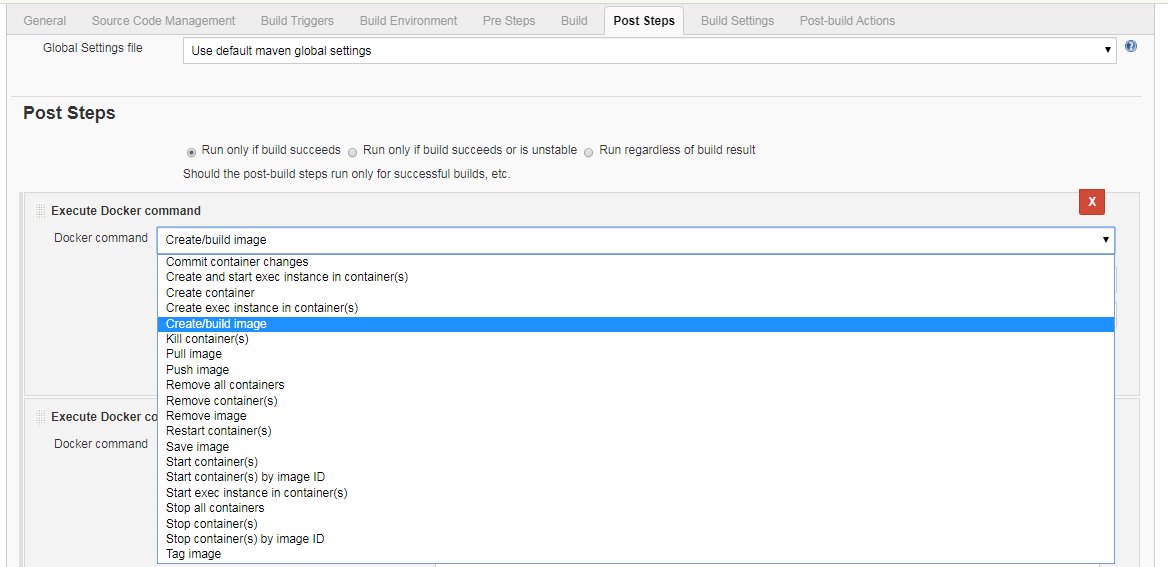 General Source Code Management Build Triggers Build Environment Pre Steps Build Post Steps Build Settings Post-build Actions
Global Settings file Use default maven global settings
Post Steps
Run only if build succeeds Run only if build succeeds or is unstable Run regardless of build result
Should the post-build steps run only for successful builds, etc.
X
Execute Docker command
Docker command Create/build image
Commit container changes
Create and start exec instance in container(s)
Create container
Create exec instance in container(s)
Create/build image
Kill container(s)
Pull image
Push image
Remove all containers
Remove container(s)
Execute Docker co
Remove image
Restart container(s)
Docker command
Save image
Start container(s)
Start container(s) by image ID
Start exec instance in container(s)
Stop all containers
Stop container(s)
Stop container(s) by image ID
Tag image